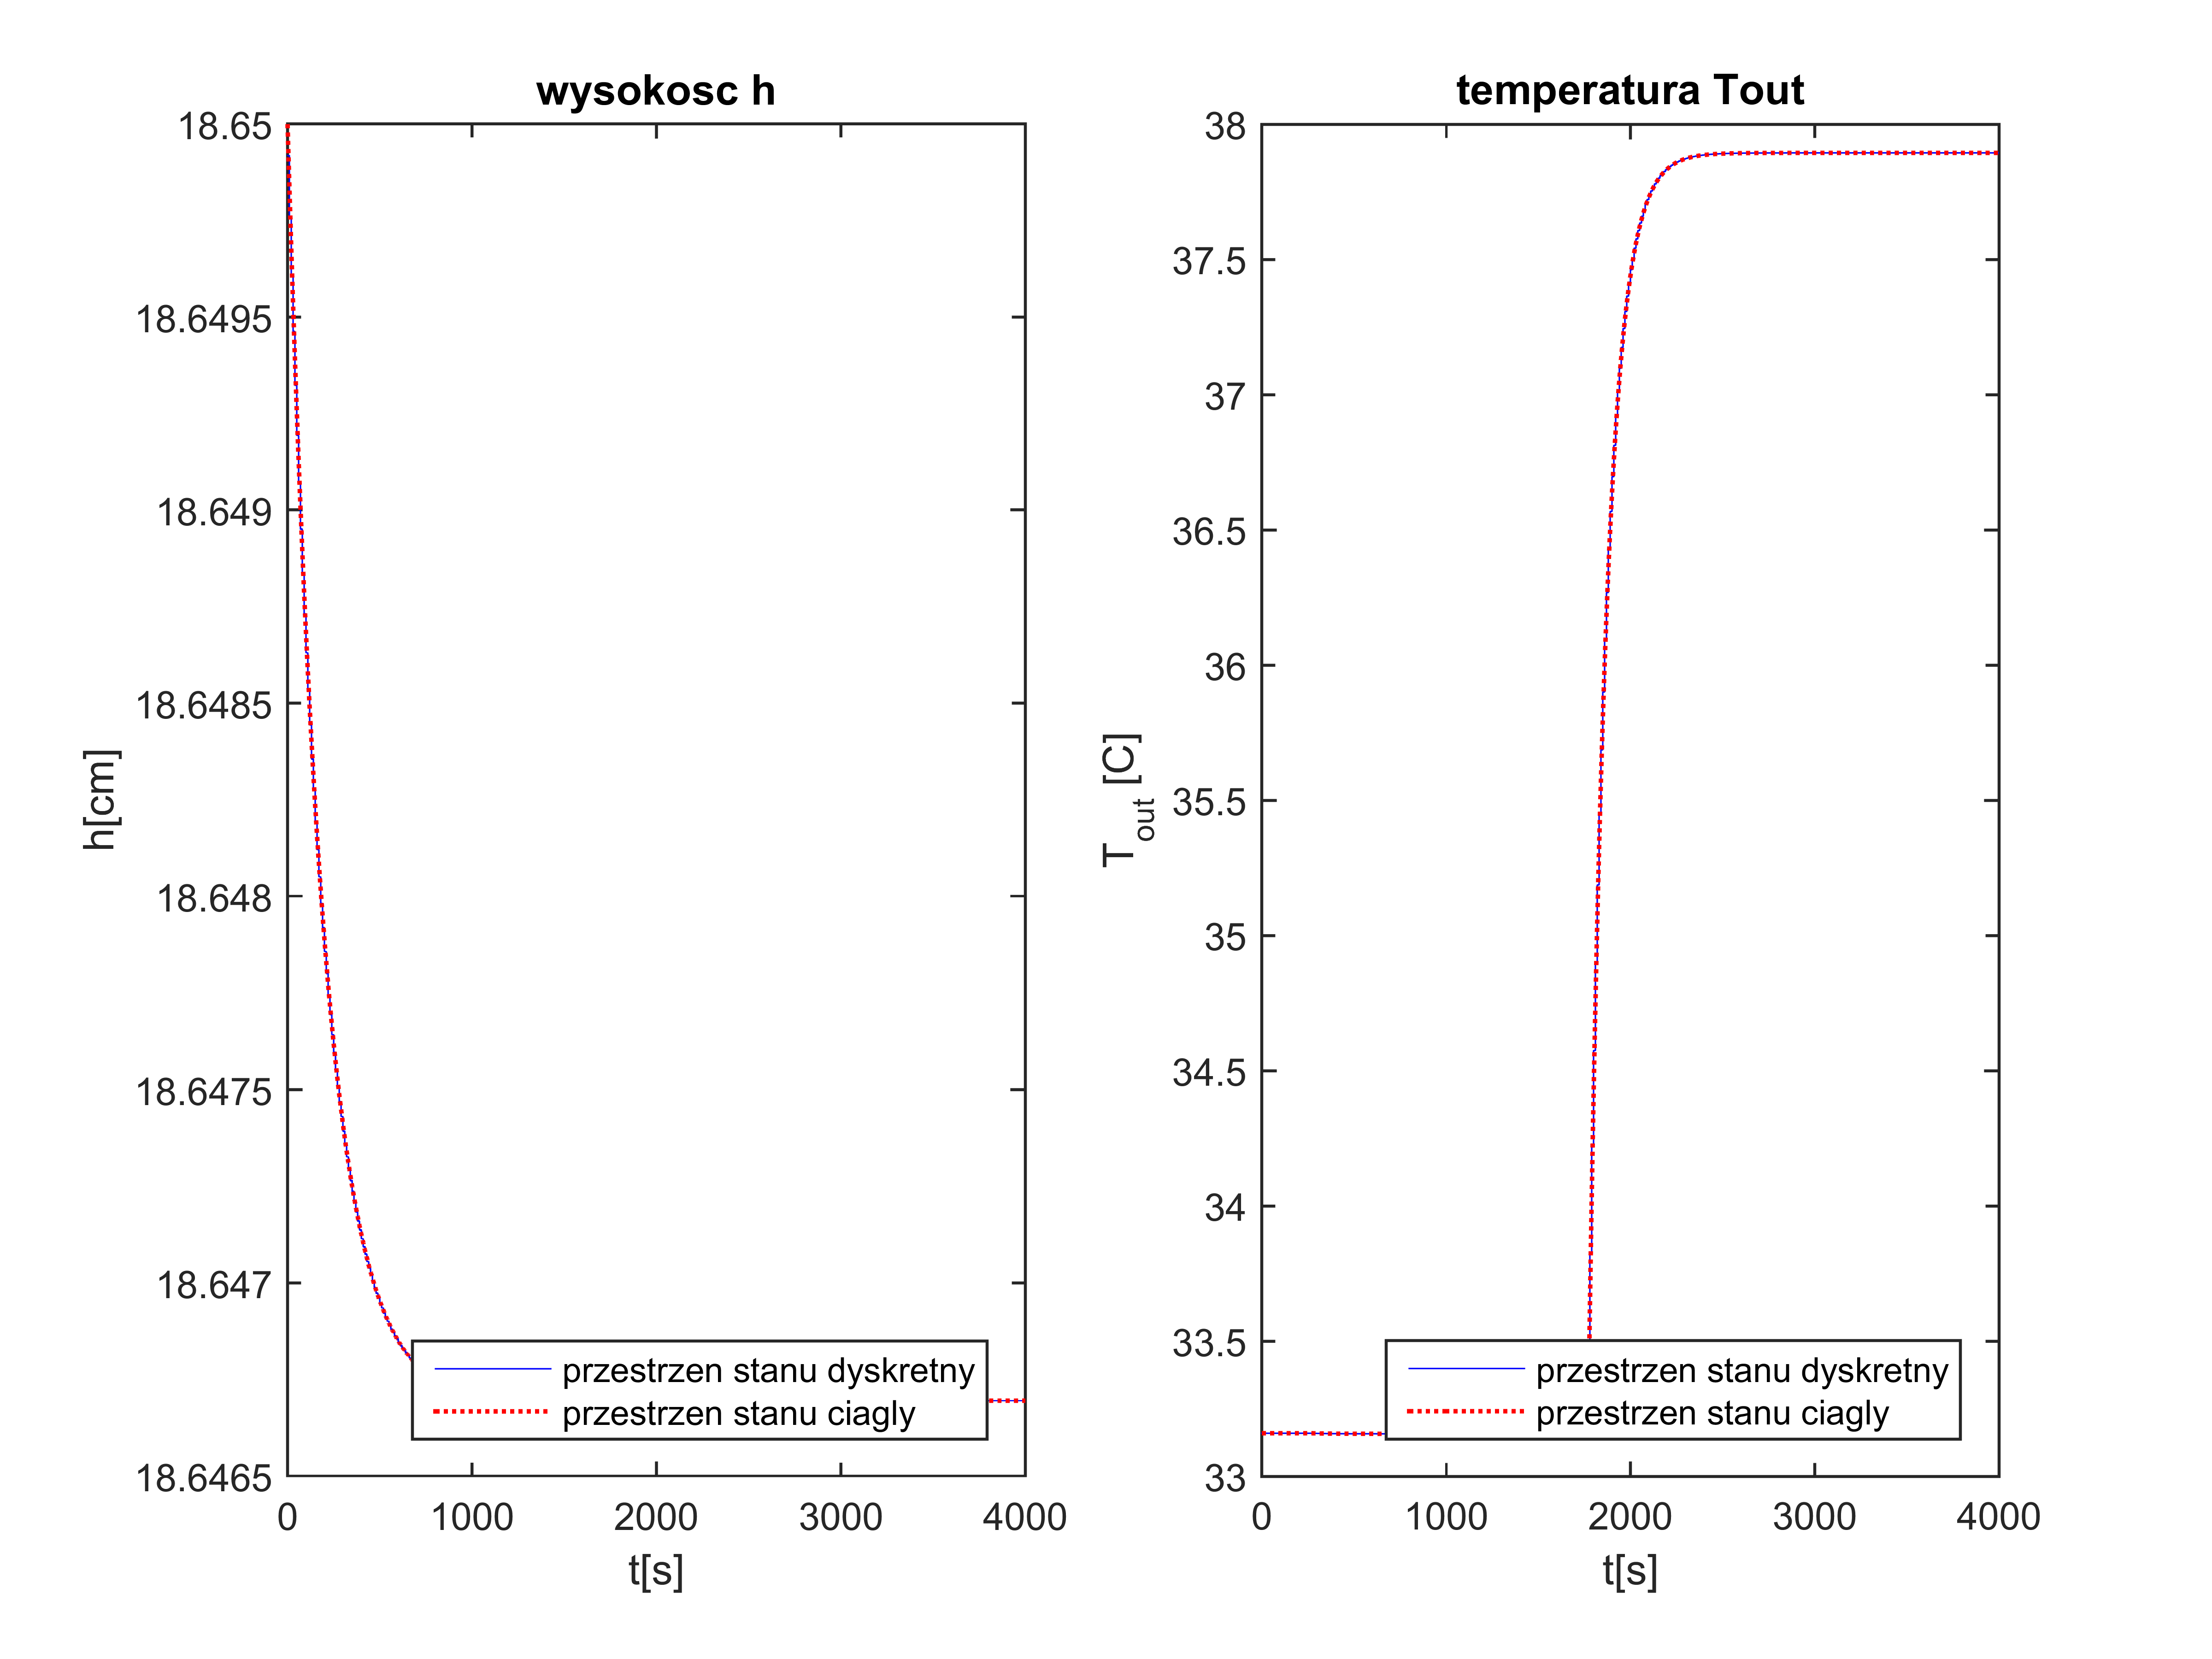 wysokosc h
18.65
18.6495
18.649
18.6485
18.648
18.6475
18.647
18.6465
h[cm]
0
1000
2000
3000
4000
t[s]
przestrzen stanu dyskretny
przestrzen stanu ciagly
temperatura Tout
38
37.5
37
36.5
36
35.5
35
34.5
34
33.5
33
T_out [C]
0
1000
2000
3000
4000
t[s]
przestrzen stanu dyskretny
przestrzen stanu ciagly